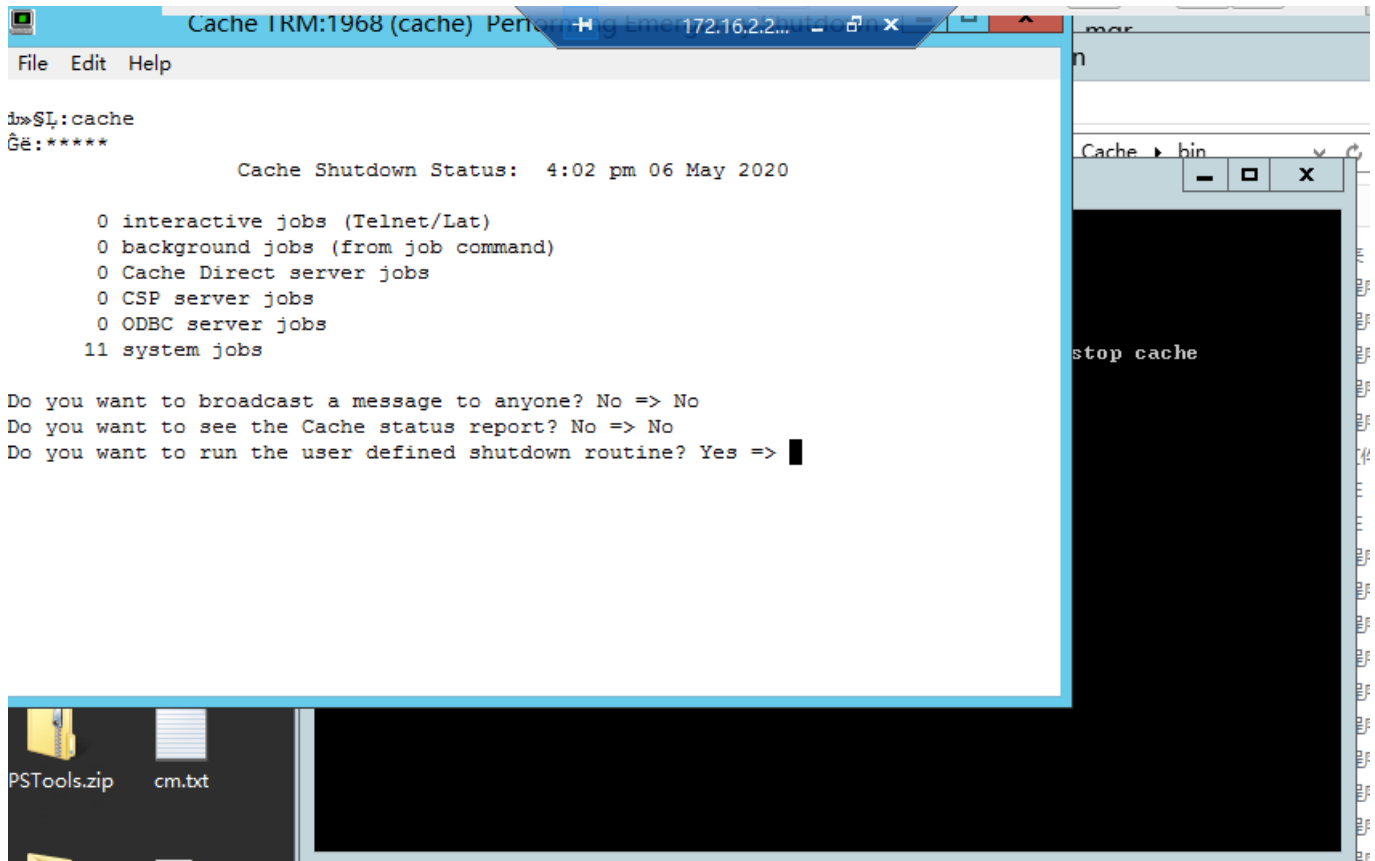 Cache TRM:1968 (cache)
172.16.2.2...
File Edit Help
:cache
:*****
Cache Shutdown Status: 4:02 pm 06 May 2020
0 interactive jobs (Telnet/Lat)
0 background jobs (from job command)
0 Cache Direct server jobs
0 CSP server jobs
0 ODBC server jobs
11 system jobs
Do you want to broadcast a message to anyone? No => No
Do you want to see the Cache status report? No => No
Do you want to run the user defined shutdown routine? Yes =>
n
Cache ▸ bin
stop cache
PSTools.zip
cm.txt